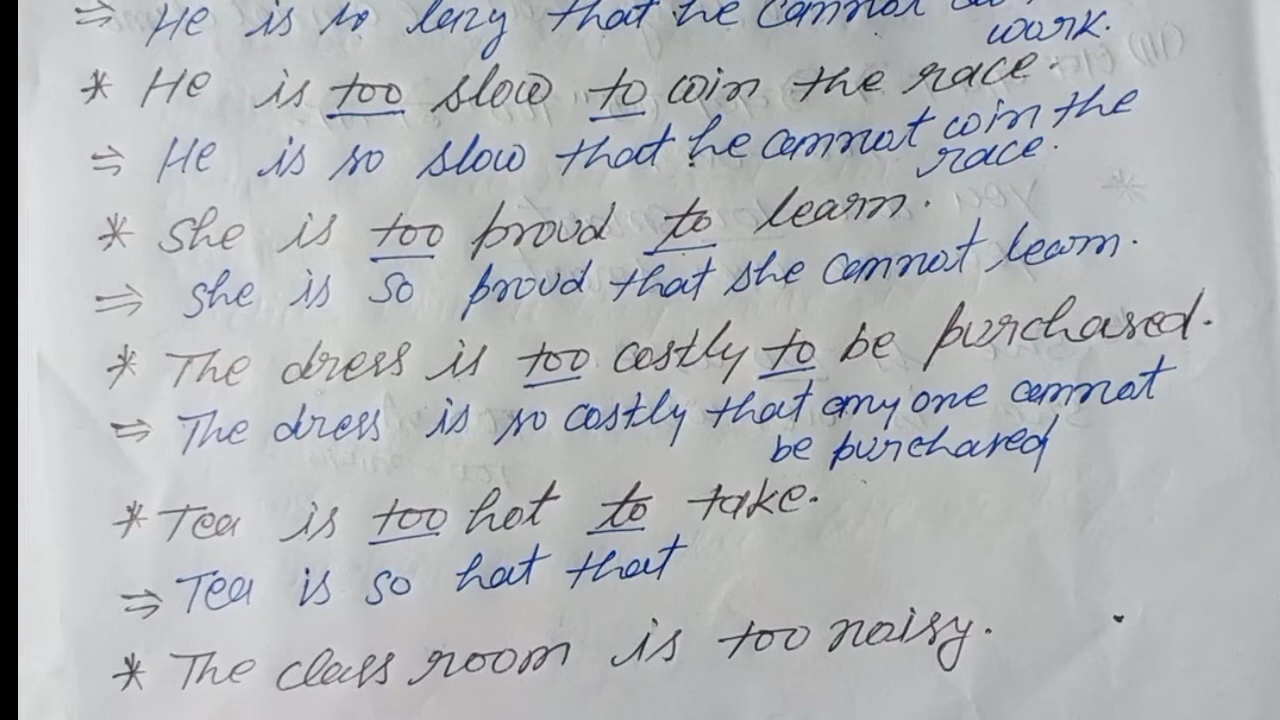 ⇒ He is so lazy that he cannot
work.
* He is too slow to win the race.
⇒ He is so slow that he cannot win the
race.
* She is too proud to learn.
⇒ she is so proud that she cannot learn.
* The dress is too costly to be purchased.
⇒ The dress is so costly that any one cannot
be purchased
* Tea is too hot to take.
⇒ Tea is so hat that
* The class room is too noisy.